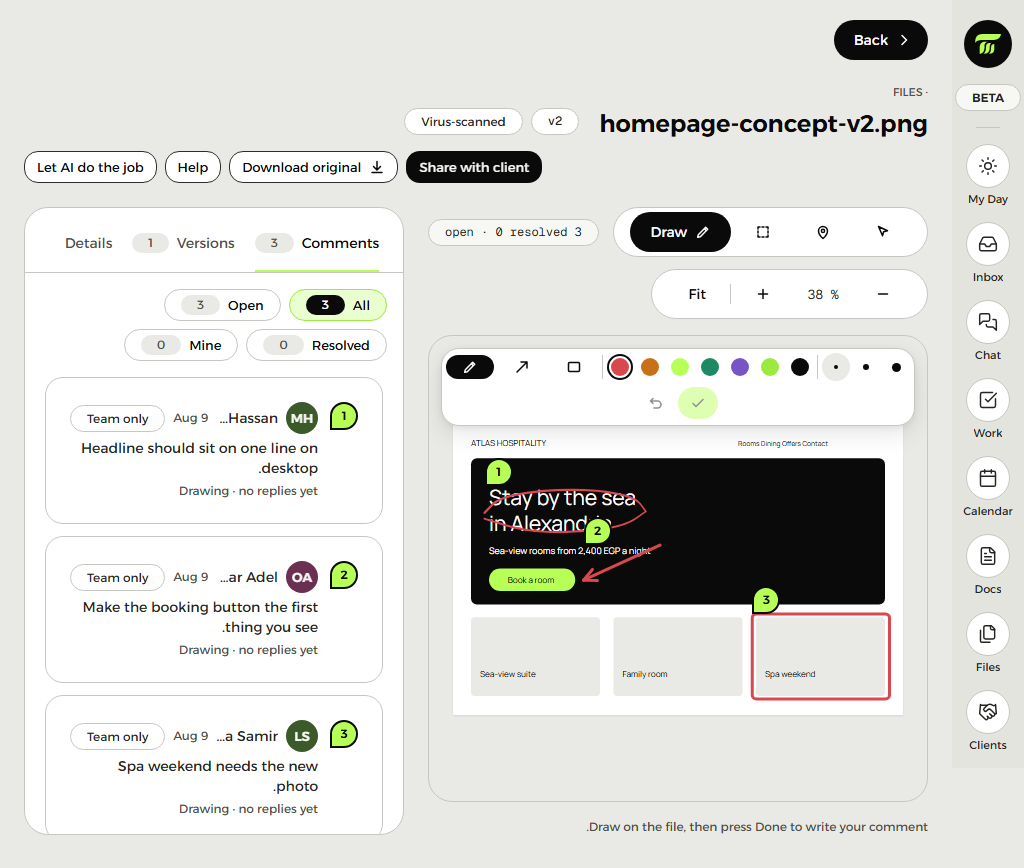 Back
BETA
FILES ·
homepage-concept-v2.png
v2
Virus-scanned
Let AI do the job
Help
Download original
Share with client
My Day
Inbox
Chat
Work
Calendar
Docs
Files
Clients
Details
1 Versions
3 Comments
3 Open
3 All
0 Mine
0 Resolved
Team only Aug 9 ...Hassan MH 1
Headline should sit on one line on
.desktop
Drawing · no replies yet
Team only Aug 9 ...ar Adel OA 2
Make the booking button the first
.thing you see
Drawing · no replies yet
Team only Aug 9 ...a Samir LS 3
Spa weekend needs the new
.photo
Drawing · no replies yet
open · 0 resolved 3
Draw
Fit
38 %
ATLAS HOSPITALITY
Rooms Dining Offers Contact
1
Stay by the sea
in
2
Sea-view rooms from 2,400 EGP a night
Book a room
3
Sea-view suite
Family room
Spa weekend
.Draw on the file, then press Done to write your comment